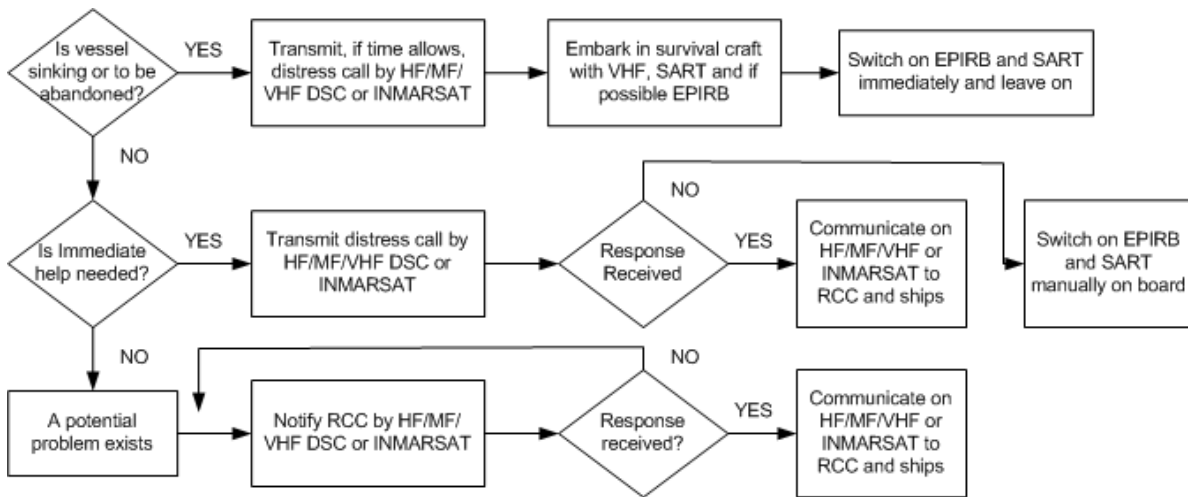 Is vessel
sinking or to be
abandoned?
YES
Transmit, if time allows,
distress call by HF/MF/
VHF DSC or INMARSAT
Embark in survival craft
with VHF, SART and if
possible EPIRB
Switch on EPIRB and SART
immediately and leave on
NO
Is Immediate
help needed?
YES
Transmit distress call by
HF/MF/VHF DSC or
INMARSAT
Response
Received
NO
YES
Communicate on
HF/MF/VHF or
INMARSAT to
RCC and ships
Switch on EPIRB
and SART
manually on board
NO
A potential
problem exists
Notify RCC by HF/MF/
VHF DSC or INMARSAT
Response
received?
NO
YES
Communicate on
HF/MF/VHF or
INMARSAT to
RCC and ships